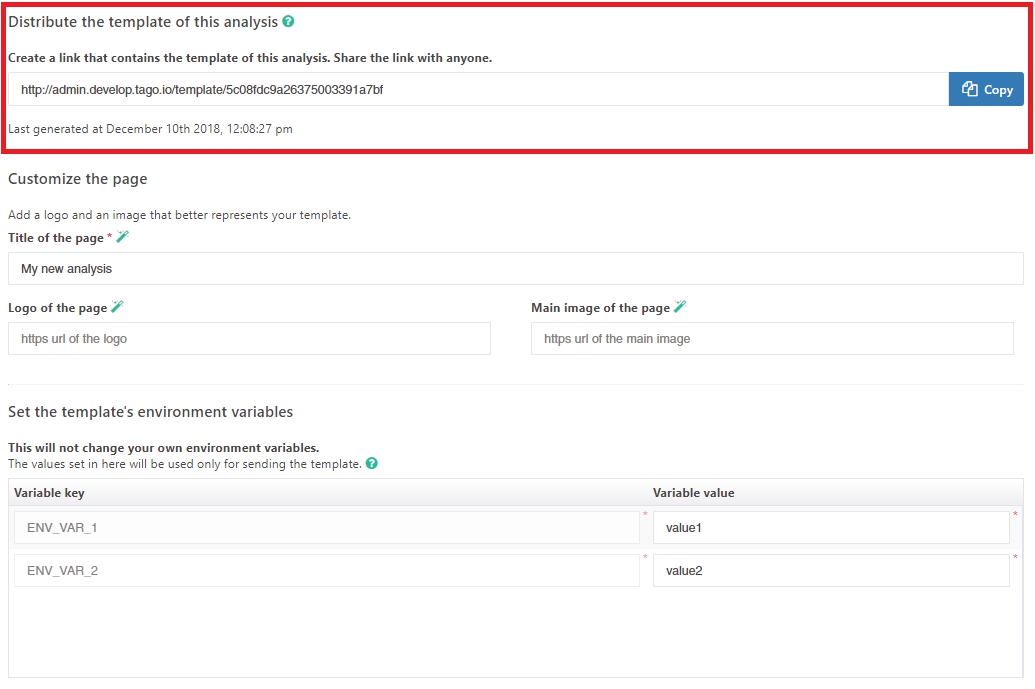 Distribute the template of this analysis ?
Create a link that contains the template of this analysis. Share the link with anyone.
http://admin.develop.tago.io/template/5c08fdc9a26375003391a7bf
Copy
Last generated at December 10th 2018, 12:08:27 pm
Customize the page
Add a logo and an image that better represents your template.
Title of the page *
My new analysis
Logo of the page
Main image of the page
https url of the logo
https url of the main image
Set the template's environment variables
This will not change your own environment variables.
The values set in here will be used only for sending the template. ?
Variable key
Variable value
ENV_VAR_1 *
value1 *
ENV_VAR_2 *
value2 *